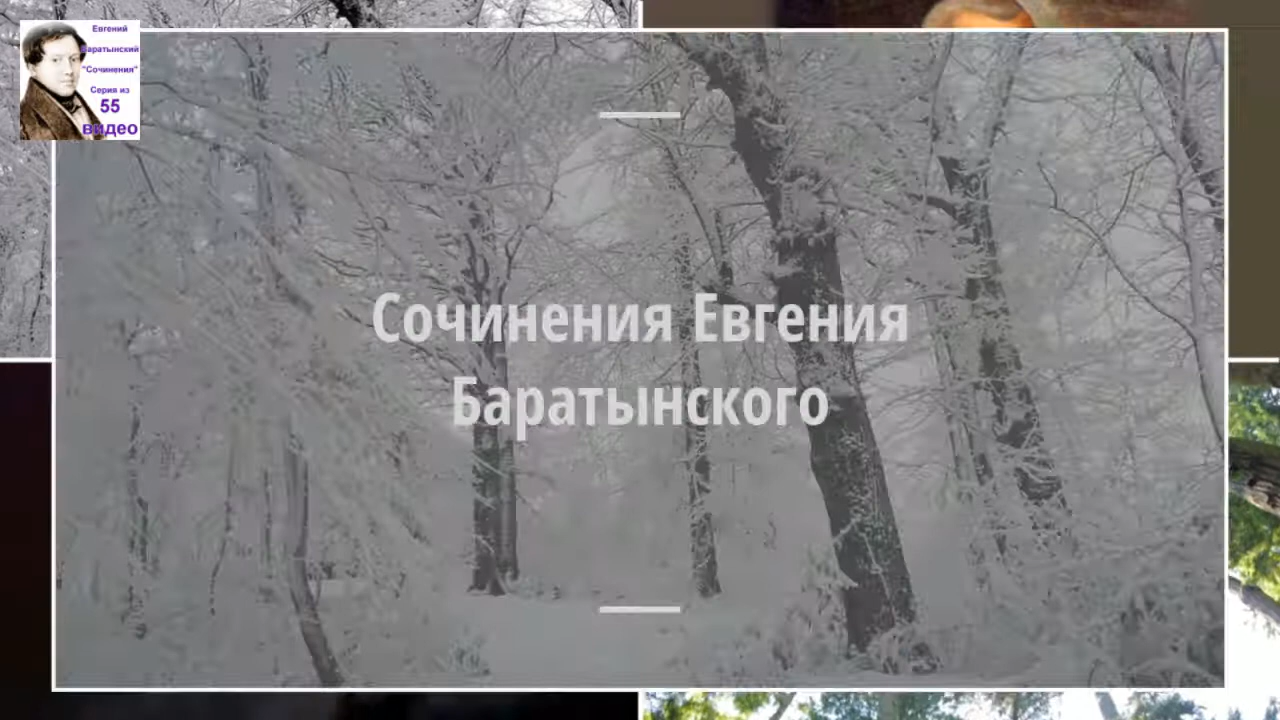 Евгений
Баратынский
"Сочинения"
Серия из
55
видео
Сочинения Евгения
Баратынского